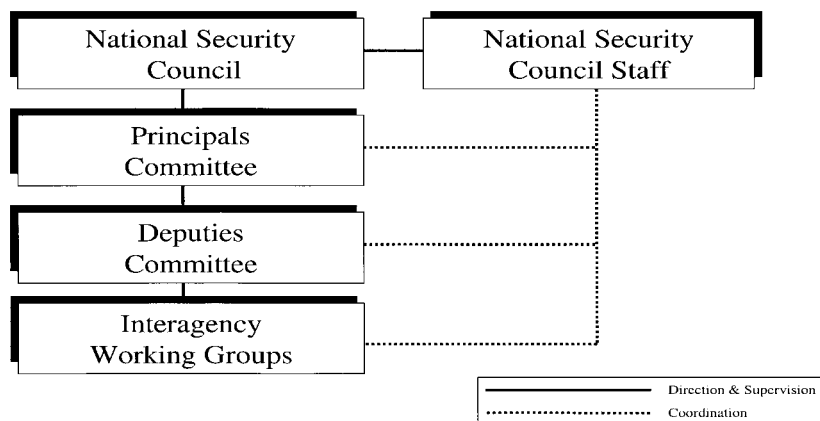 National Security
Council
National Security
Council Staff
Principals
Committee
Deputies
Committee
Interagency
Working Groups
Direction & Supervision
Coordination